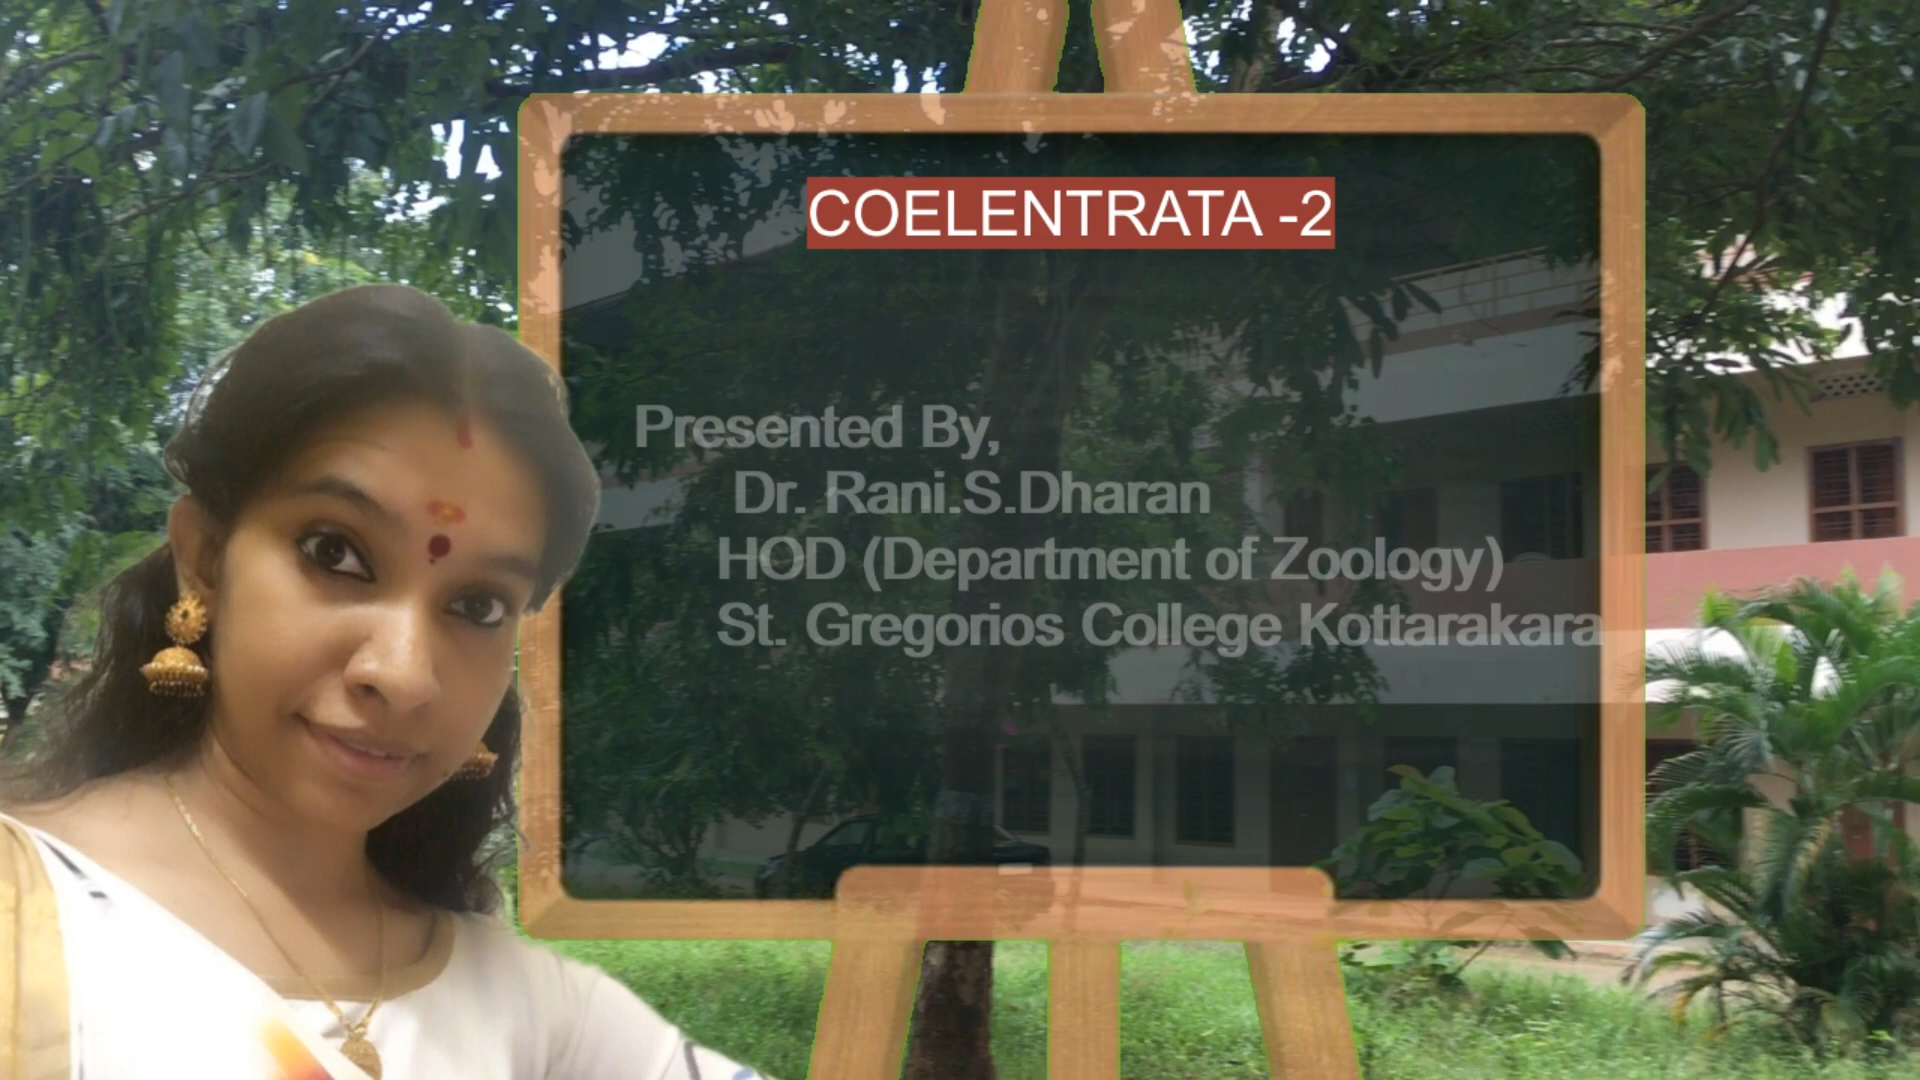 COELENTRATA -2
Presented By,
Dr. Rani.S.Dharan
HOD (Department of Zoology)
St. Gregorios College Kottarakara